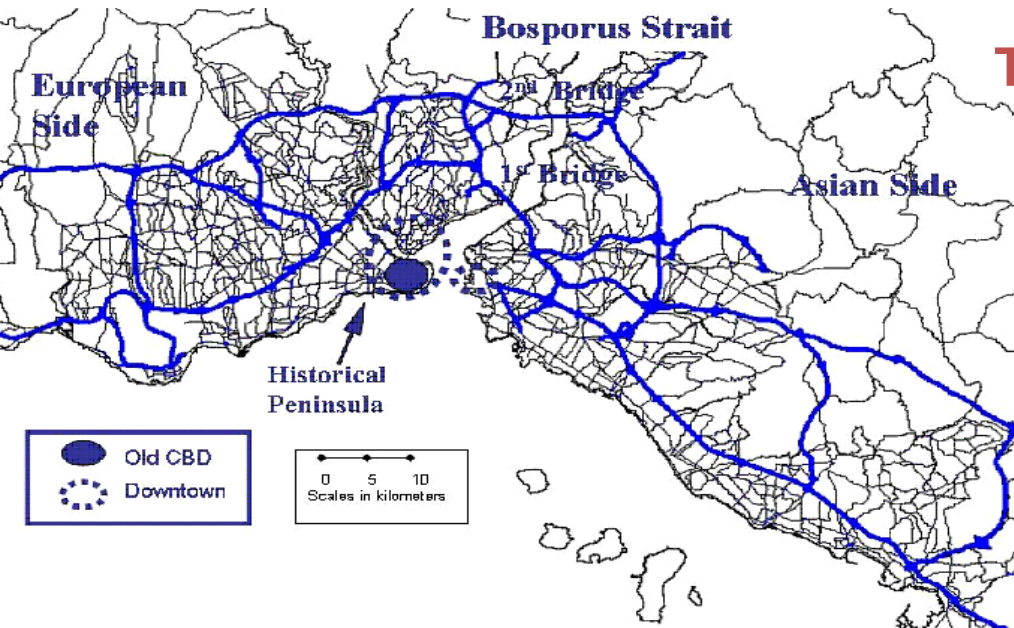 Bosporus Strait
T
European
Side
2nd Bridge
1st Bridge
Asian Side
Historical
Peninsula
Old CBD
Downtown
0 5 10
Scales in kilometers